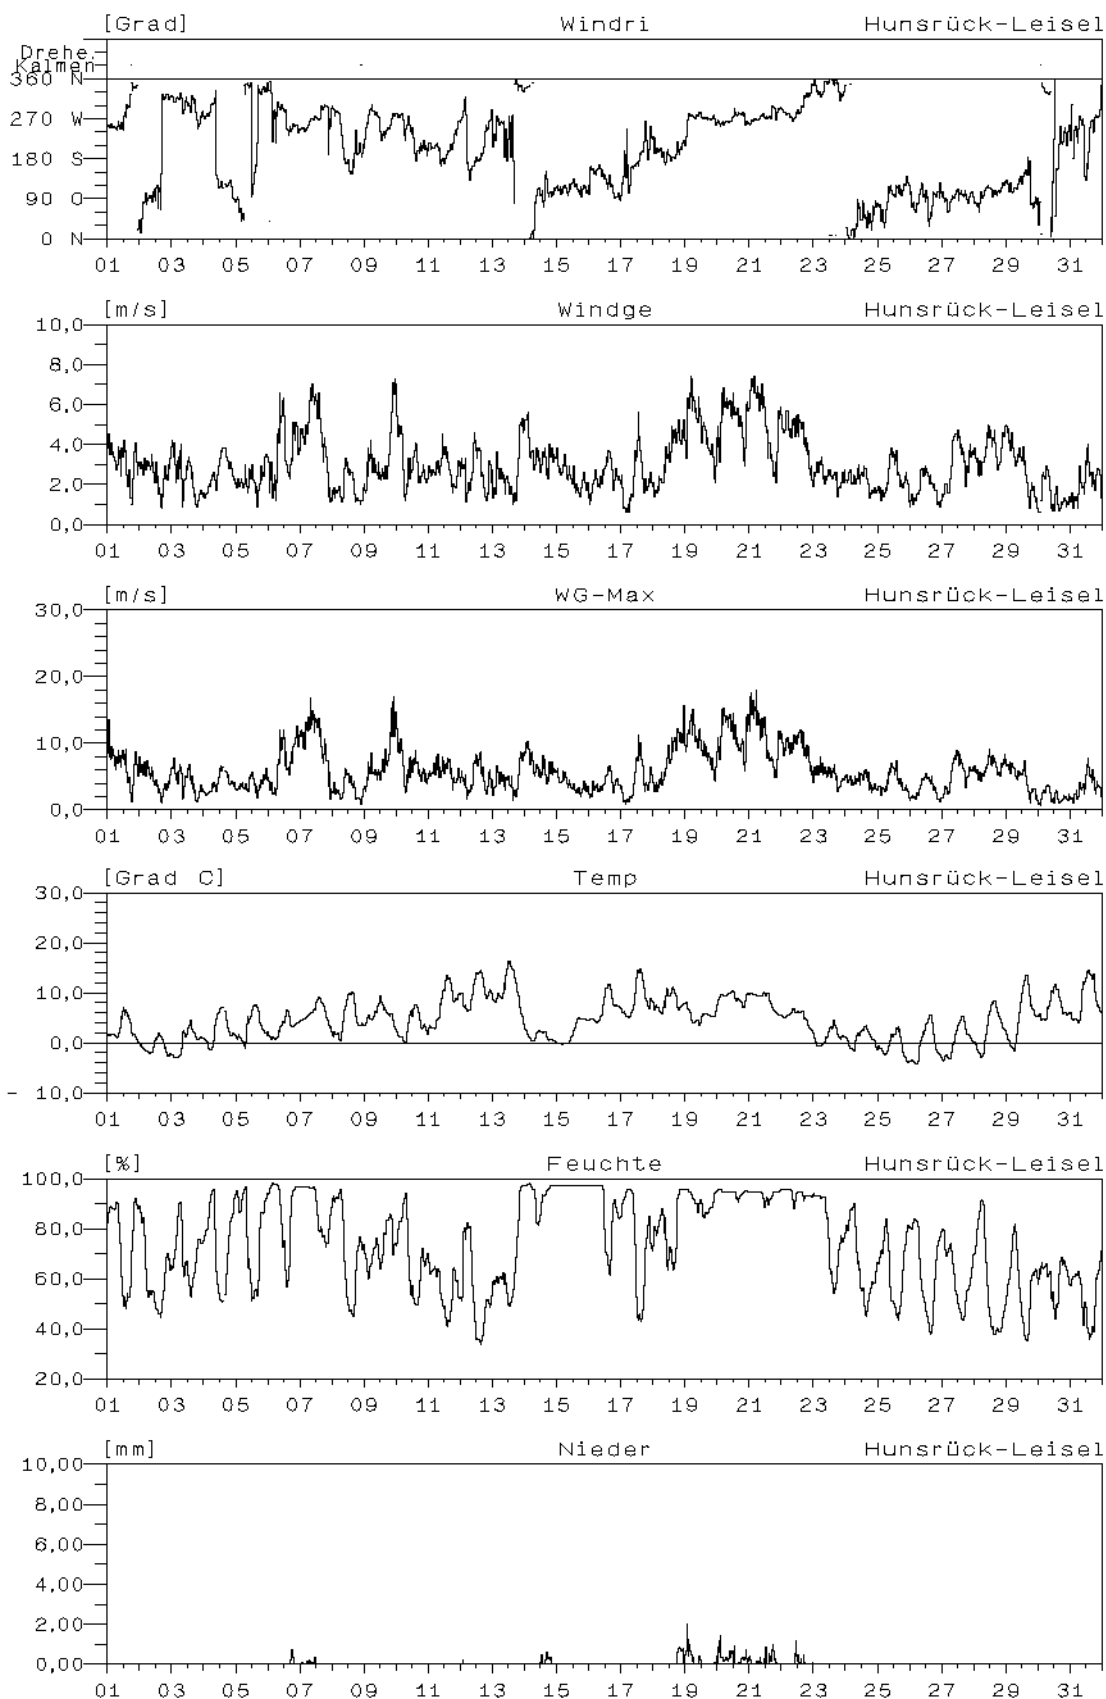 [Grad] Windri Hunsrück-Leisel
Drehe.
Kalmen
360 N
270 W
180 S
90 O
0 N
01 03 05 07 09 11 13 15 17 19 21 23 25 27 29 31
[m/s] Windge Hunsrück-Leisel
10,0
8,0
6,0
4,0
2,0
0,0
01 03 05 07 09 11 13 15 17 19 21 23 25 27 29 31
[m/s] WG-Max Hunsrück-Leisel
30,0
20,0
10,0
0,0
01 03 05 07 09 11 13 15 17 19 21 23 25 27 29 31
[Grad C] Temp Hunsrück-Leisel
30,0
20,0
10,0
0,0
- 10,0
01 03 05 07 09 11 13 15 17 19 21 23 25 27 29 31
[%] Feuchte Hunsrück-Leisel
100,0
80,0
60,0
40,0
20,0
01 03 05 07 09 11 13 15 17 19 21 23 25 27 29 31
[mm] Nieder Hunsrück-Leisel
10,00
8,00
6,00
4,00
2,00
0,00
01 03 05 07 09 11 13 15 17 19 21 23 25 27 29 31